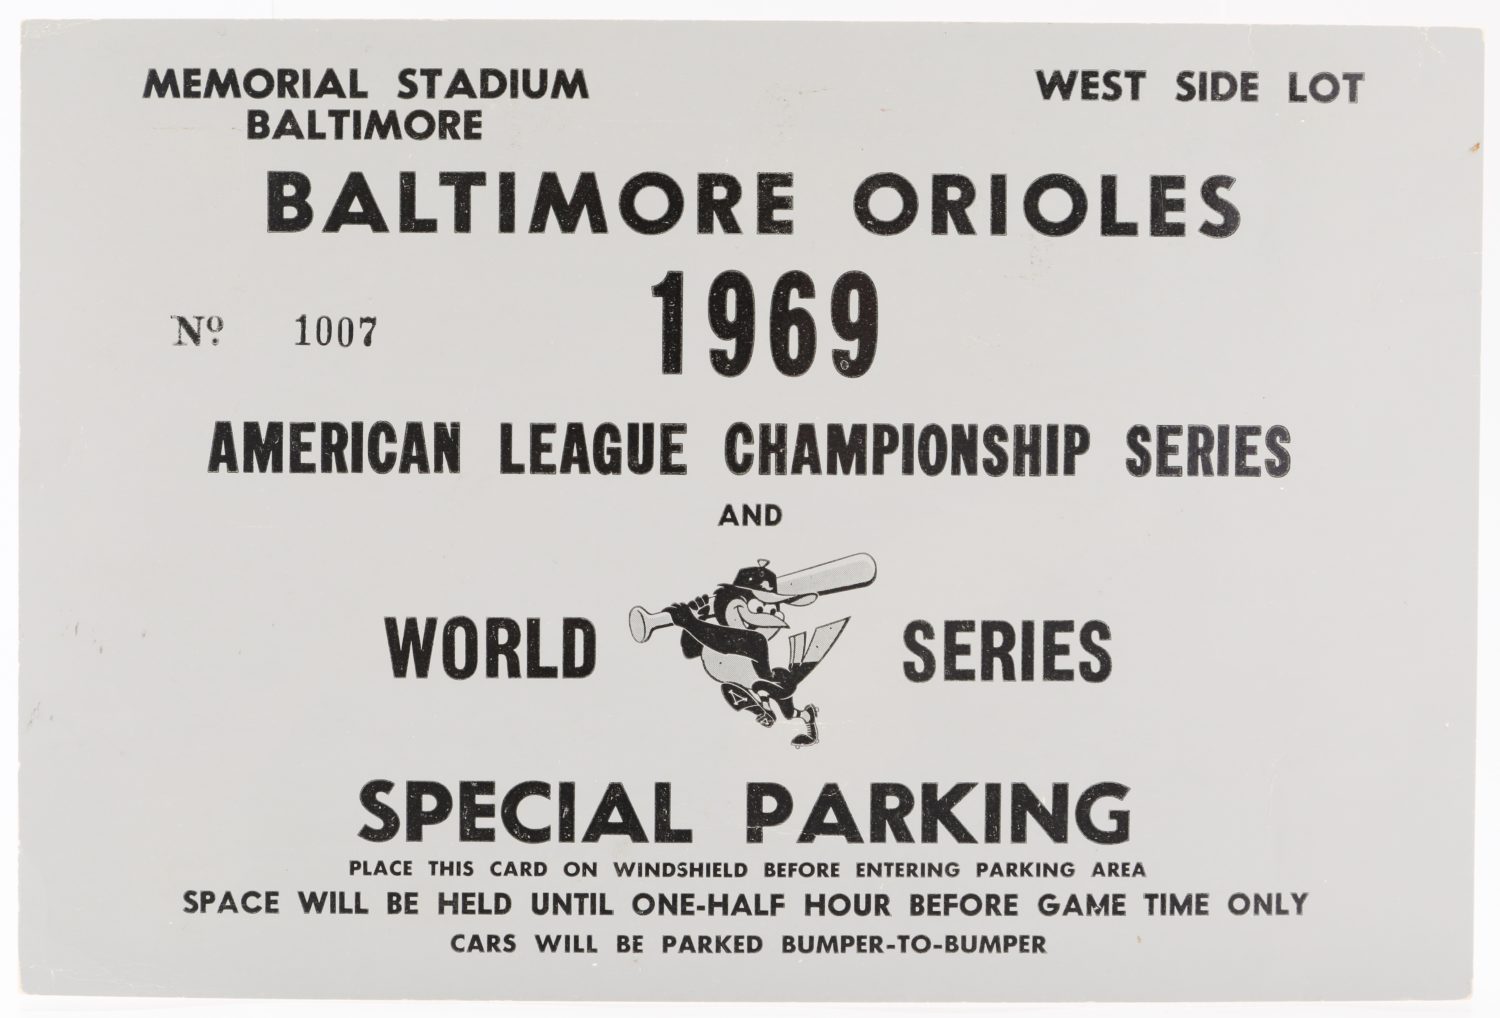 MEMORIAL STADIUM
BALTIMORE
WEST SIDE LOT
BALTIMORE ORIOLES
1969
Nº. 1007
AMERICAN LEAGUE CHAMPIONSHIP SERIES
AND
WORLD SERIES
SPECIAL PARKING
PLACE THIS CARD ON WINDSHIELD BEFORE ENTERING PARKING AREA
SPACE WILL BE HELD UNTIL ONE-HALF HOUR BEFORE GAME TIME ONLY
CARS WILL BE PARKED BUMPER-TO-BUMPER